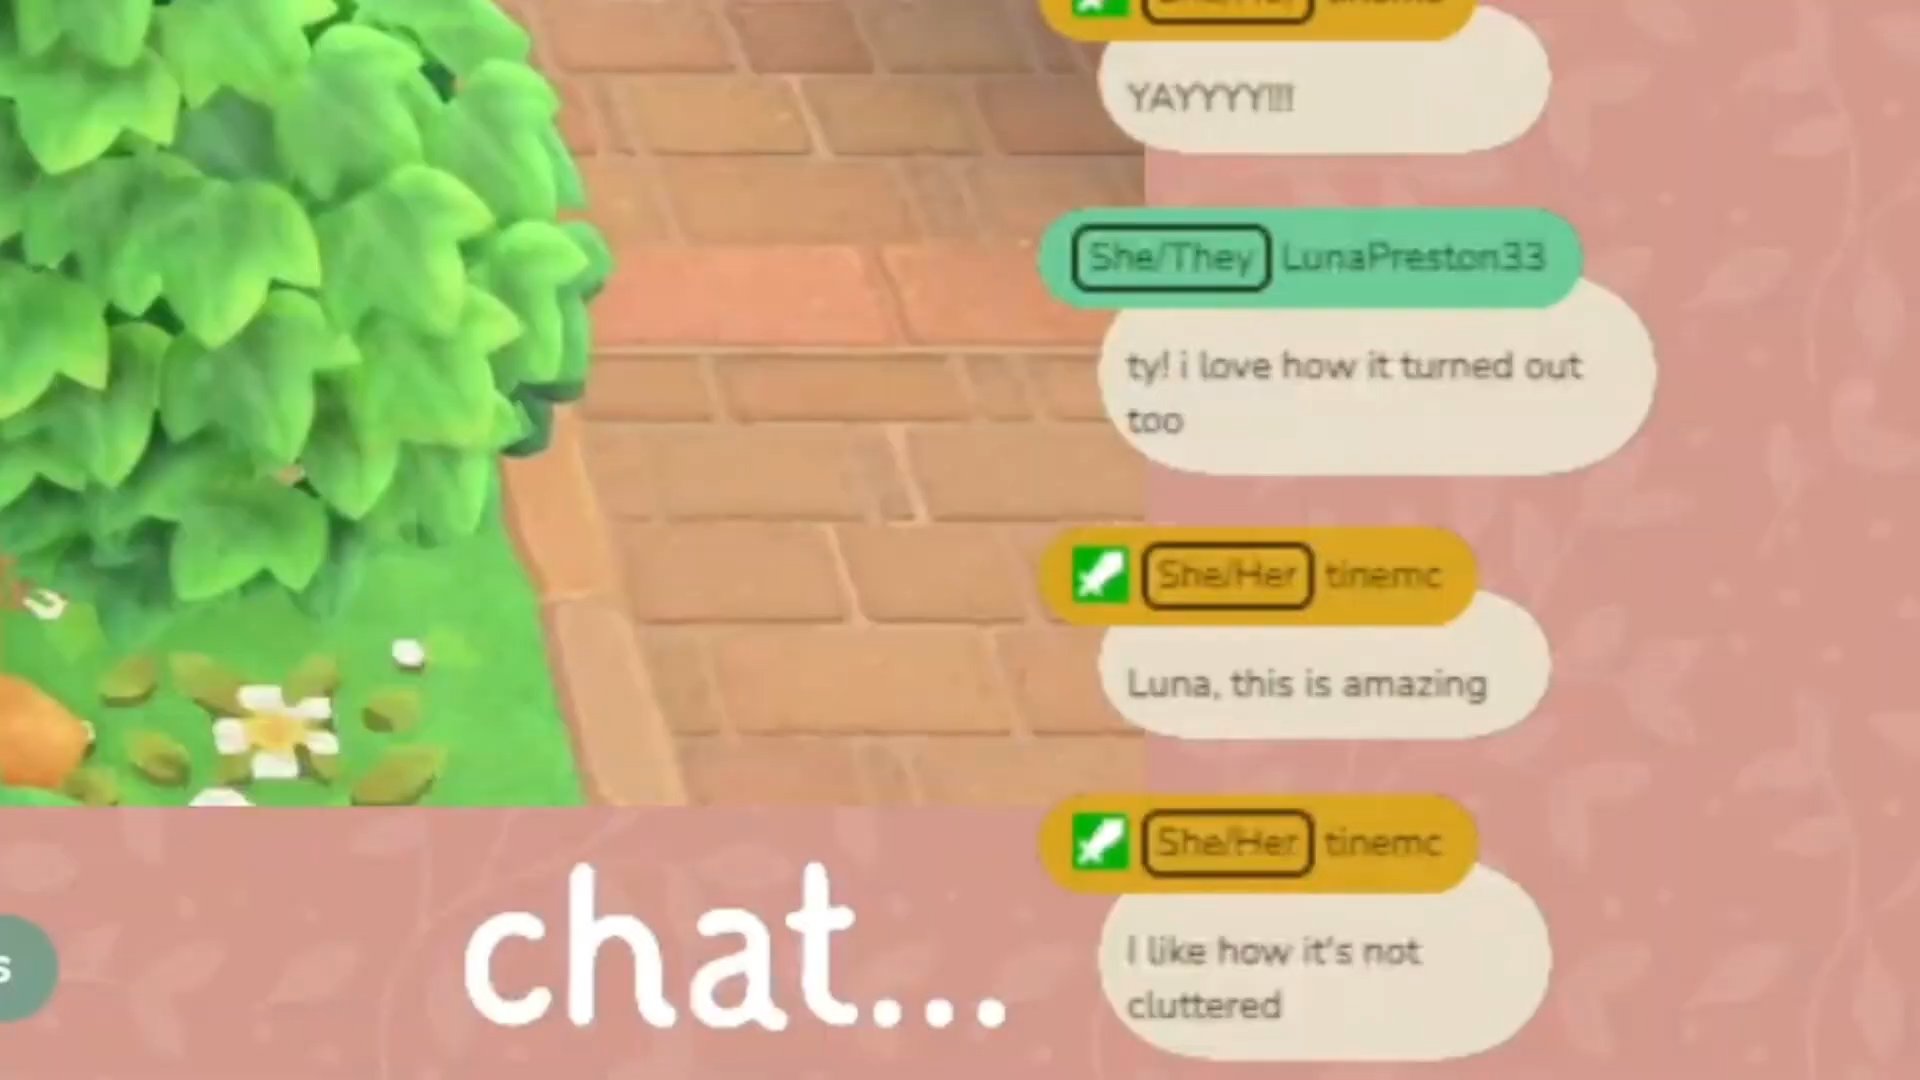 YAYYYY!!!
She/They LunaPreston33
ty! i love how it turned out
too
She/Her tinemc
Luna, this is amazing
She/Her tinemc
I like how it's not
cluttered
chat...
s